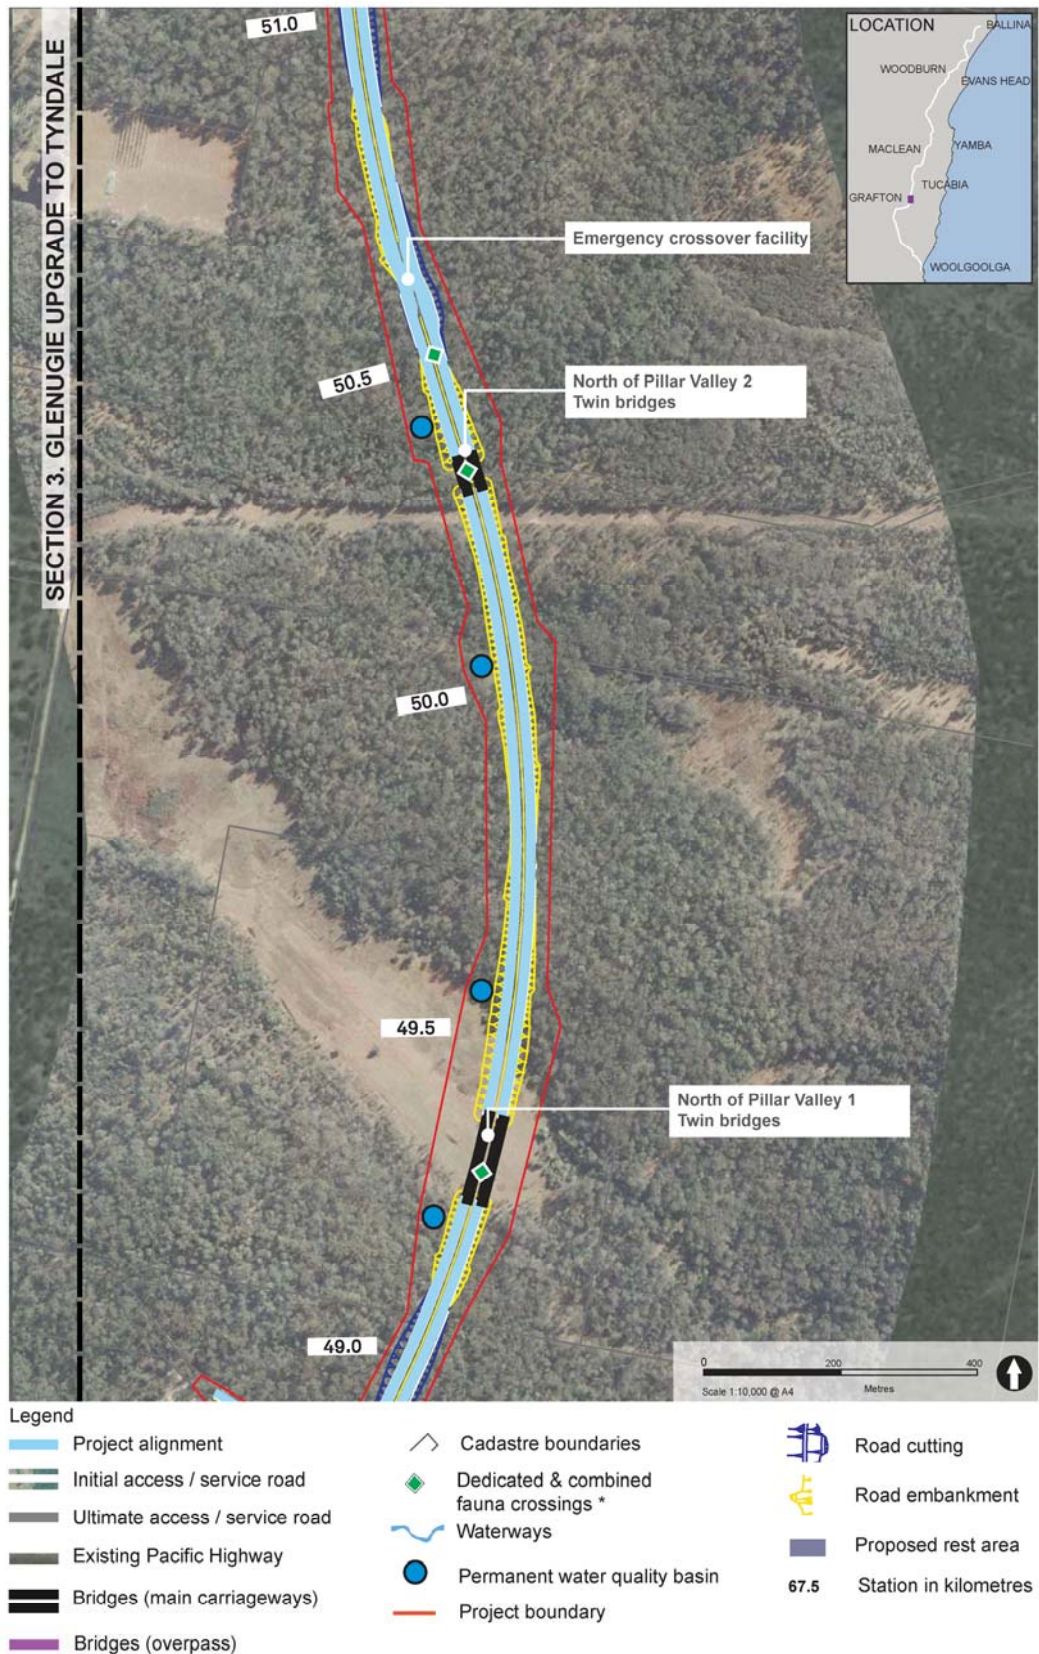 SECTION 3. GLENUGIE UPGRADE TO TYNDALE
51.0
LOCATION
BALLINA
WOODBURN
EVANS HEAD
MACLEAN
YAMBA
TUCABIA
GRAFTON
WOOLGOOLGA
Emergency crossover facility
50.5
North of Pillar Valley 2
Twin bridges
50.0
49.5
North of Pillar Valley 1
Twin bridges
49.0
0 200 400
Scale 1:10,000 @ A4 Metres
Legend
Project alignment
Initial access / service road
Ultimate access / service road
Existing Pacific Highway
Bridges (main carriageways)
Bridges (overpass)
Cadastre boundaries
Dedicated & combined
fauna crossings *
Waterways
Permanent water quality basin
Project boundary
Road cutting
Road embankment
Proposed rest area
67.5 Station in kilometres